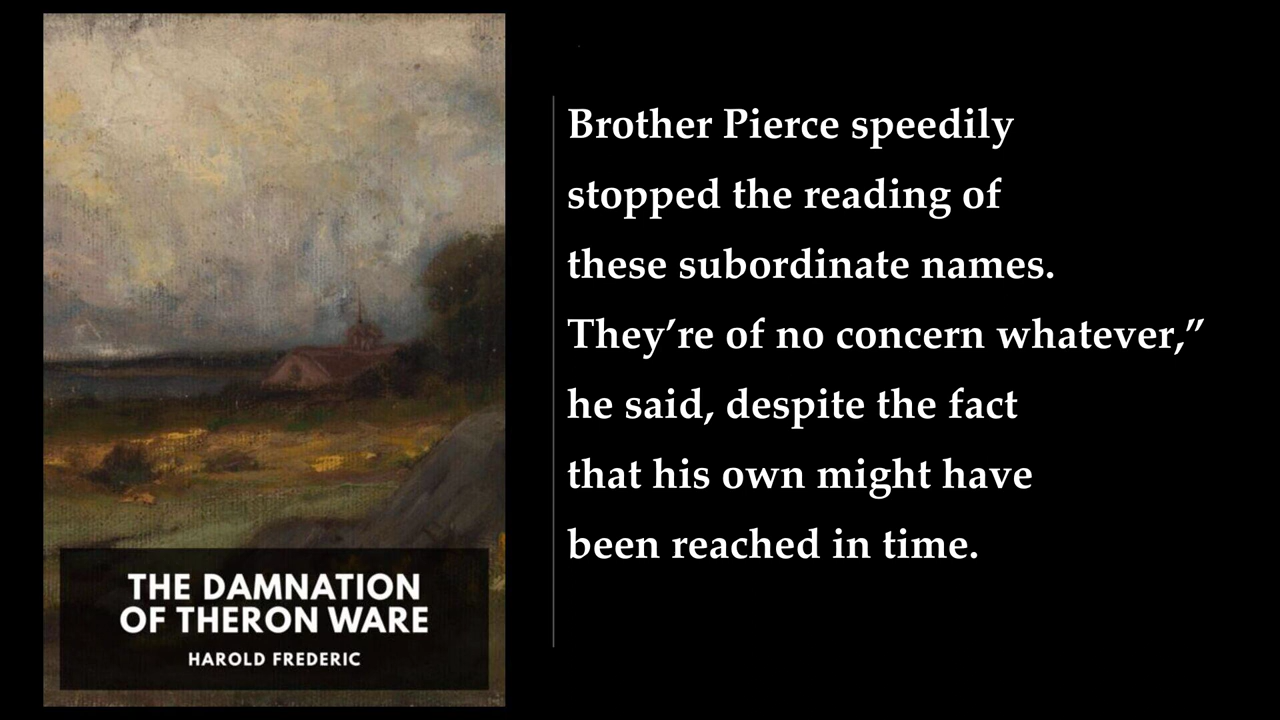 THE DAMNATION
OF THERON WARE
HAROLD FREDERIC
Brother Pierce speedily
stopped the reading of
these subordinate names.
They’re of no concern whatever,”
he said, despite the fact
that his own might have
been reached in time.